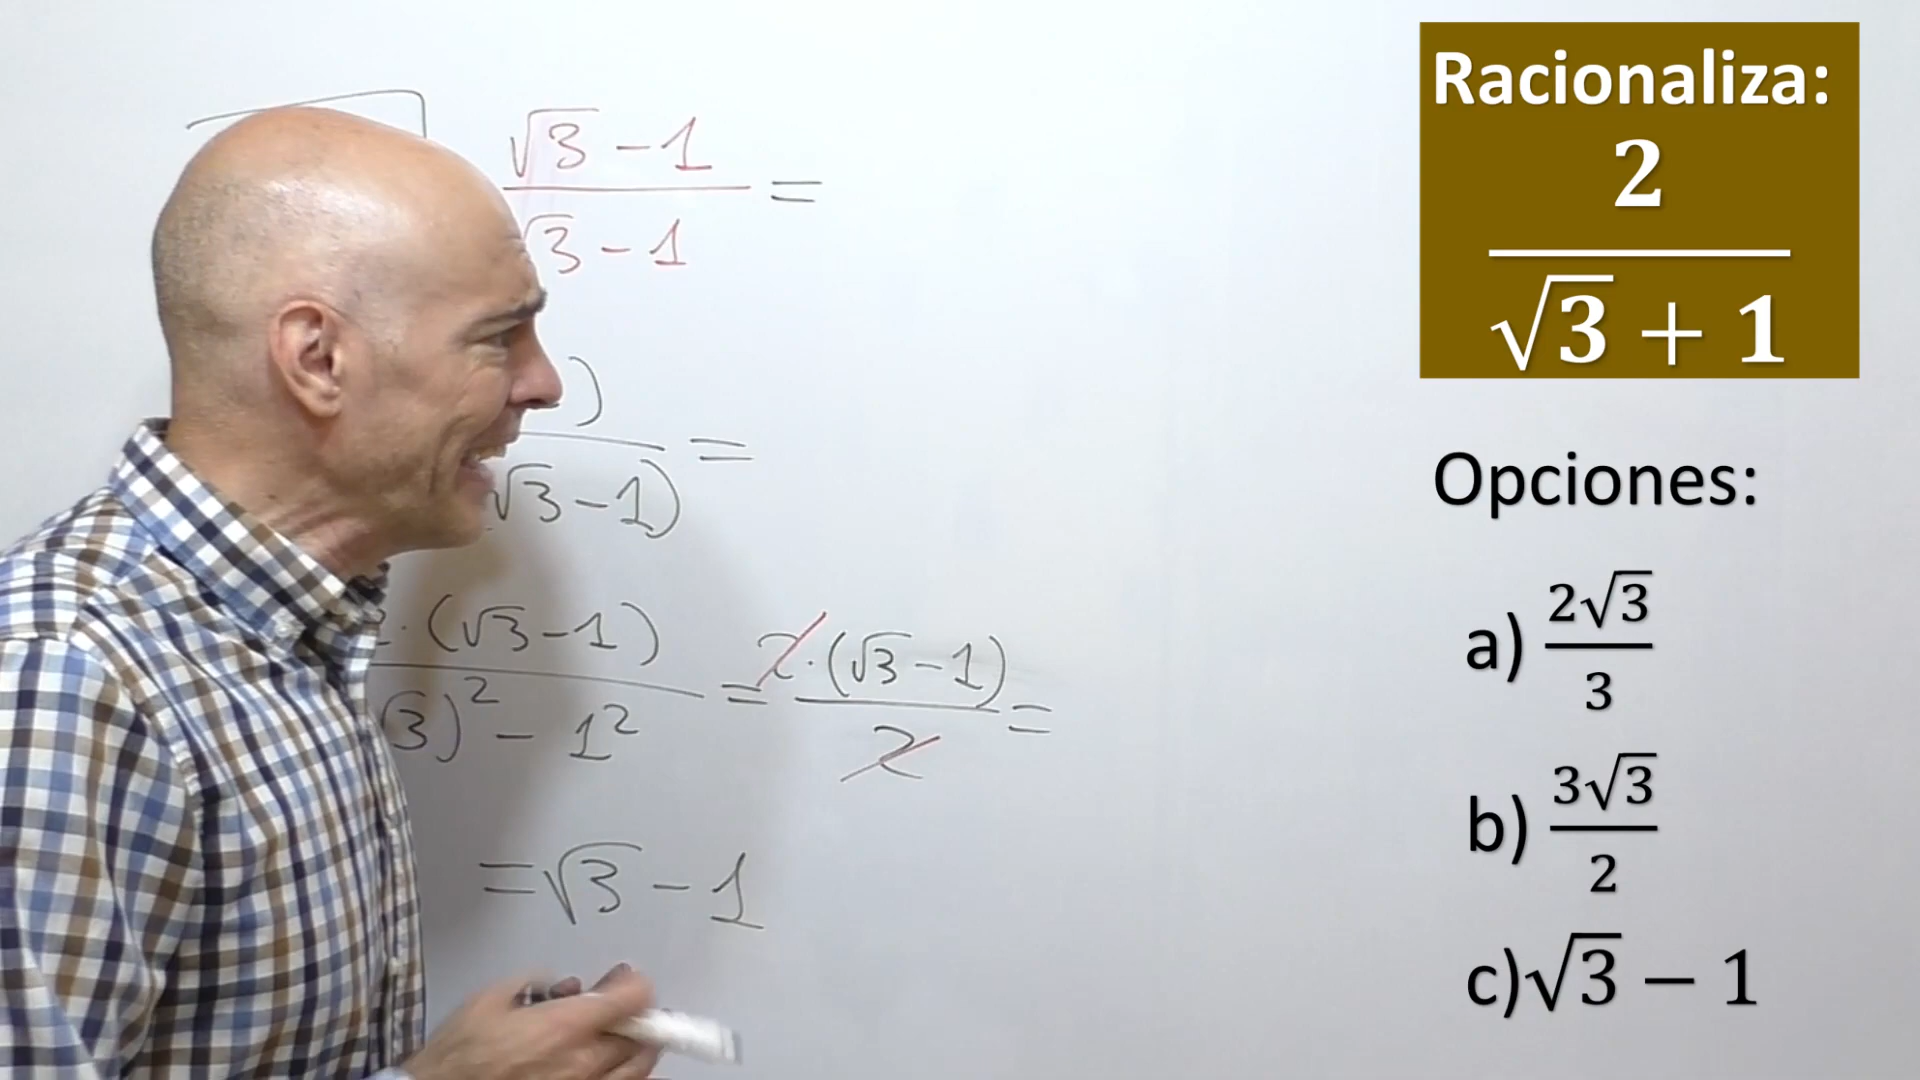 √3 - 1
√3 - 1
=
)
=
√3 - 1)
2·(√3-1)
3)² - 1²
= 2·(√3-1)
2
=
=√3 - 1
Racionaliza:
2
√3 + 1
Opciones:
a) 2√3
3
b) 3√3
2
c)√3 − 1